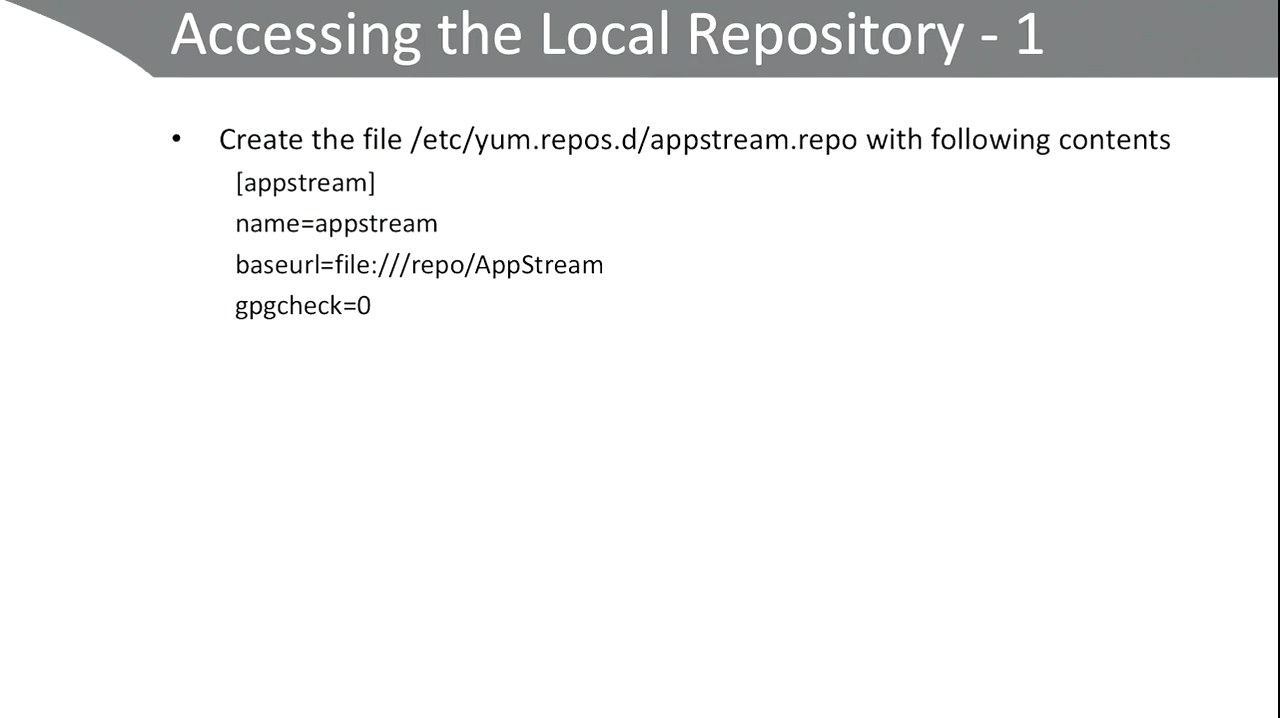 Accessing the Local Repository - 1
• Create the file /etc/yum.repos.d/appstream.repo with following contents
[appstream]
name=appstream
baseurl=file:///repo/AppStream
gpgcheck=0